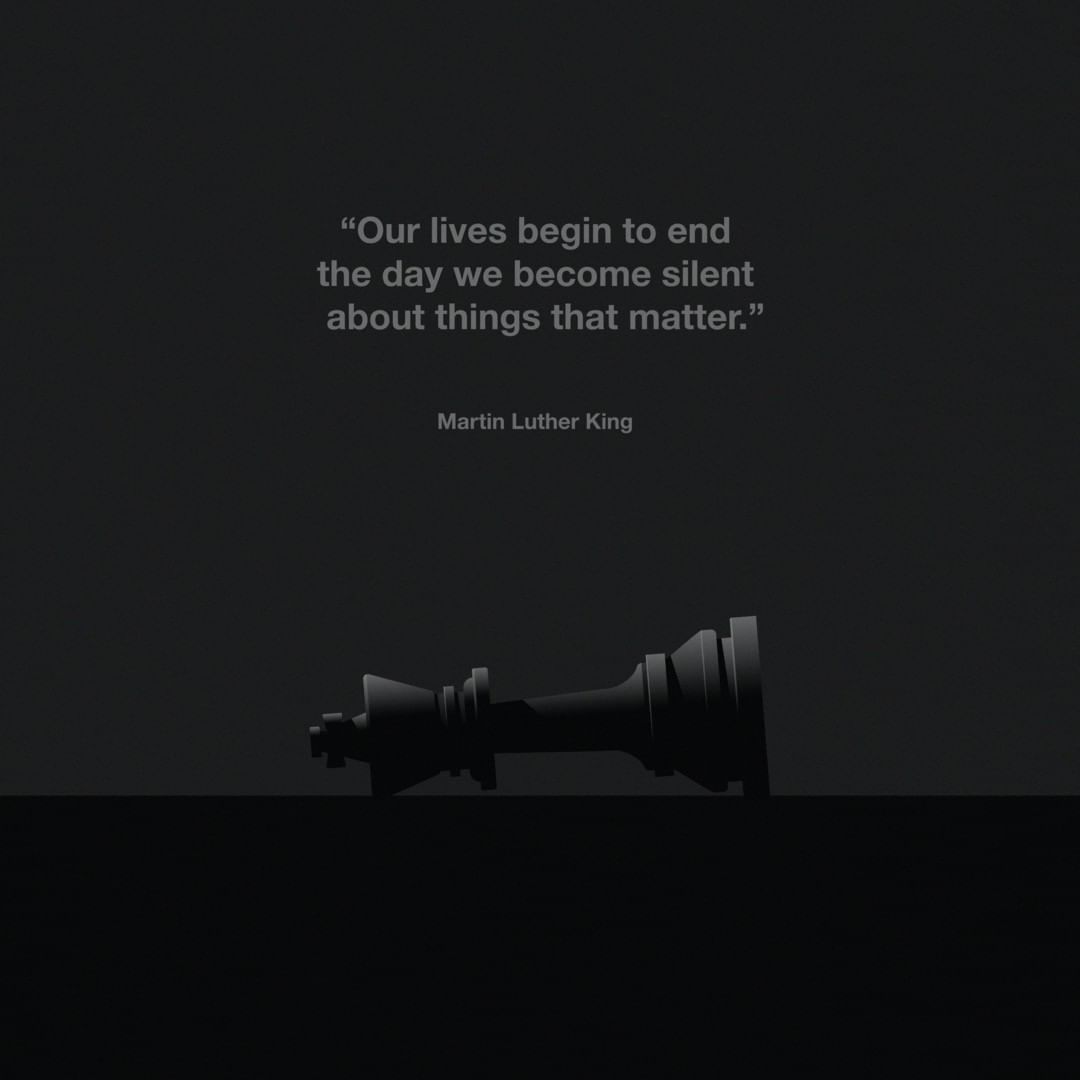 “Our lives begin to end
the day we become silent
about things that matter.”
Martin Luther King